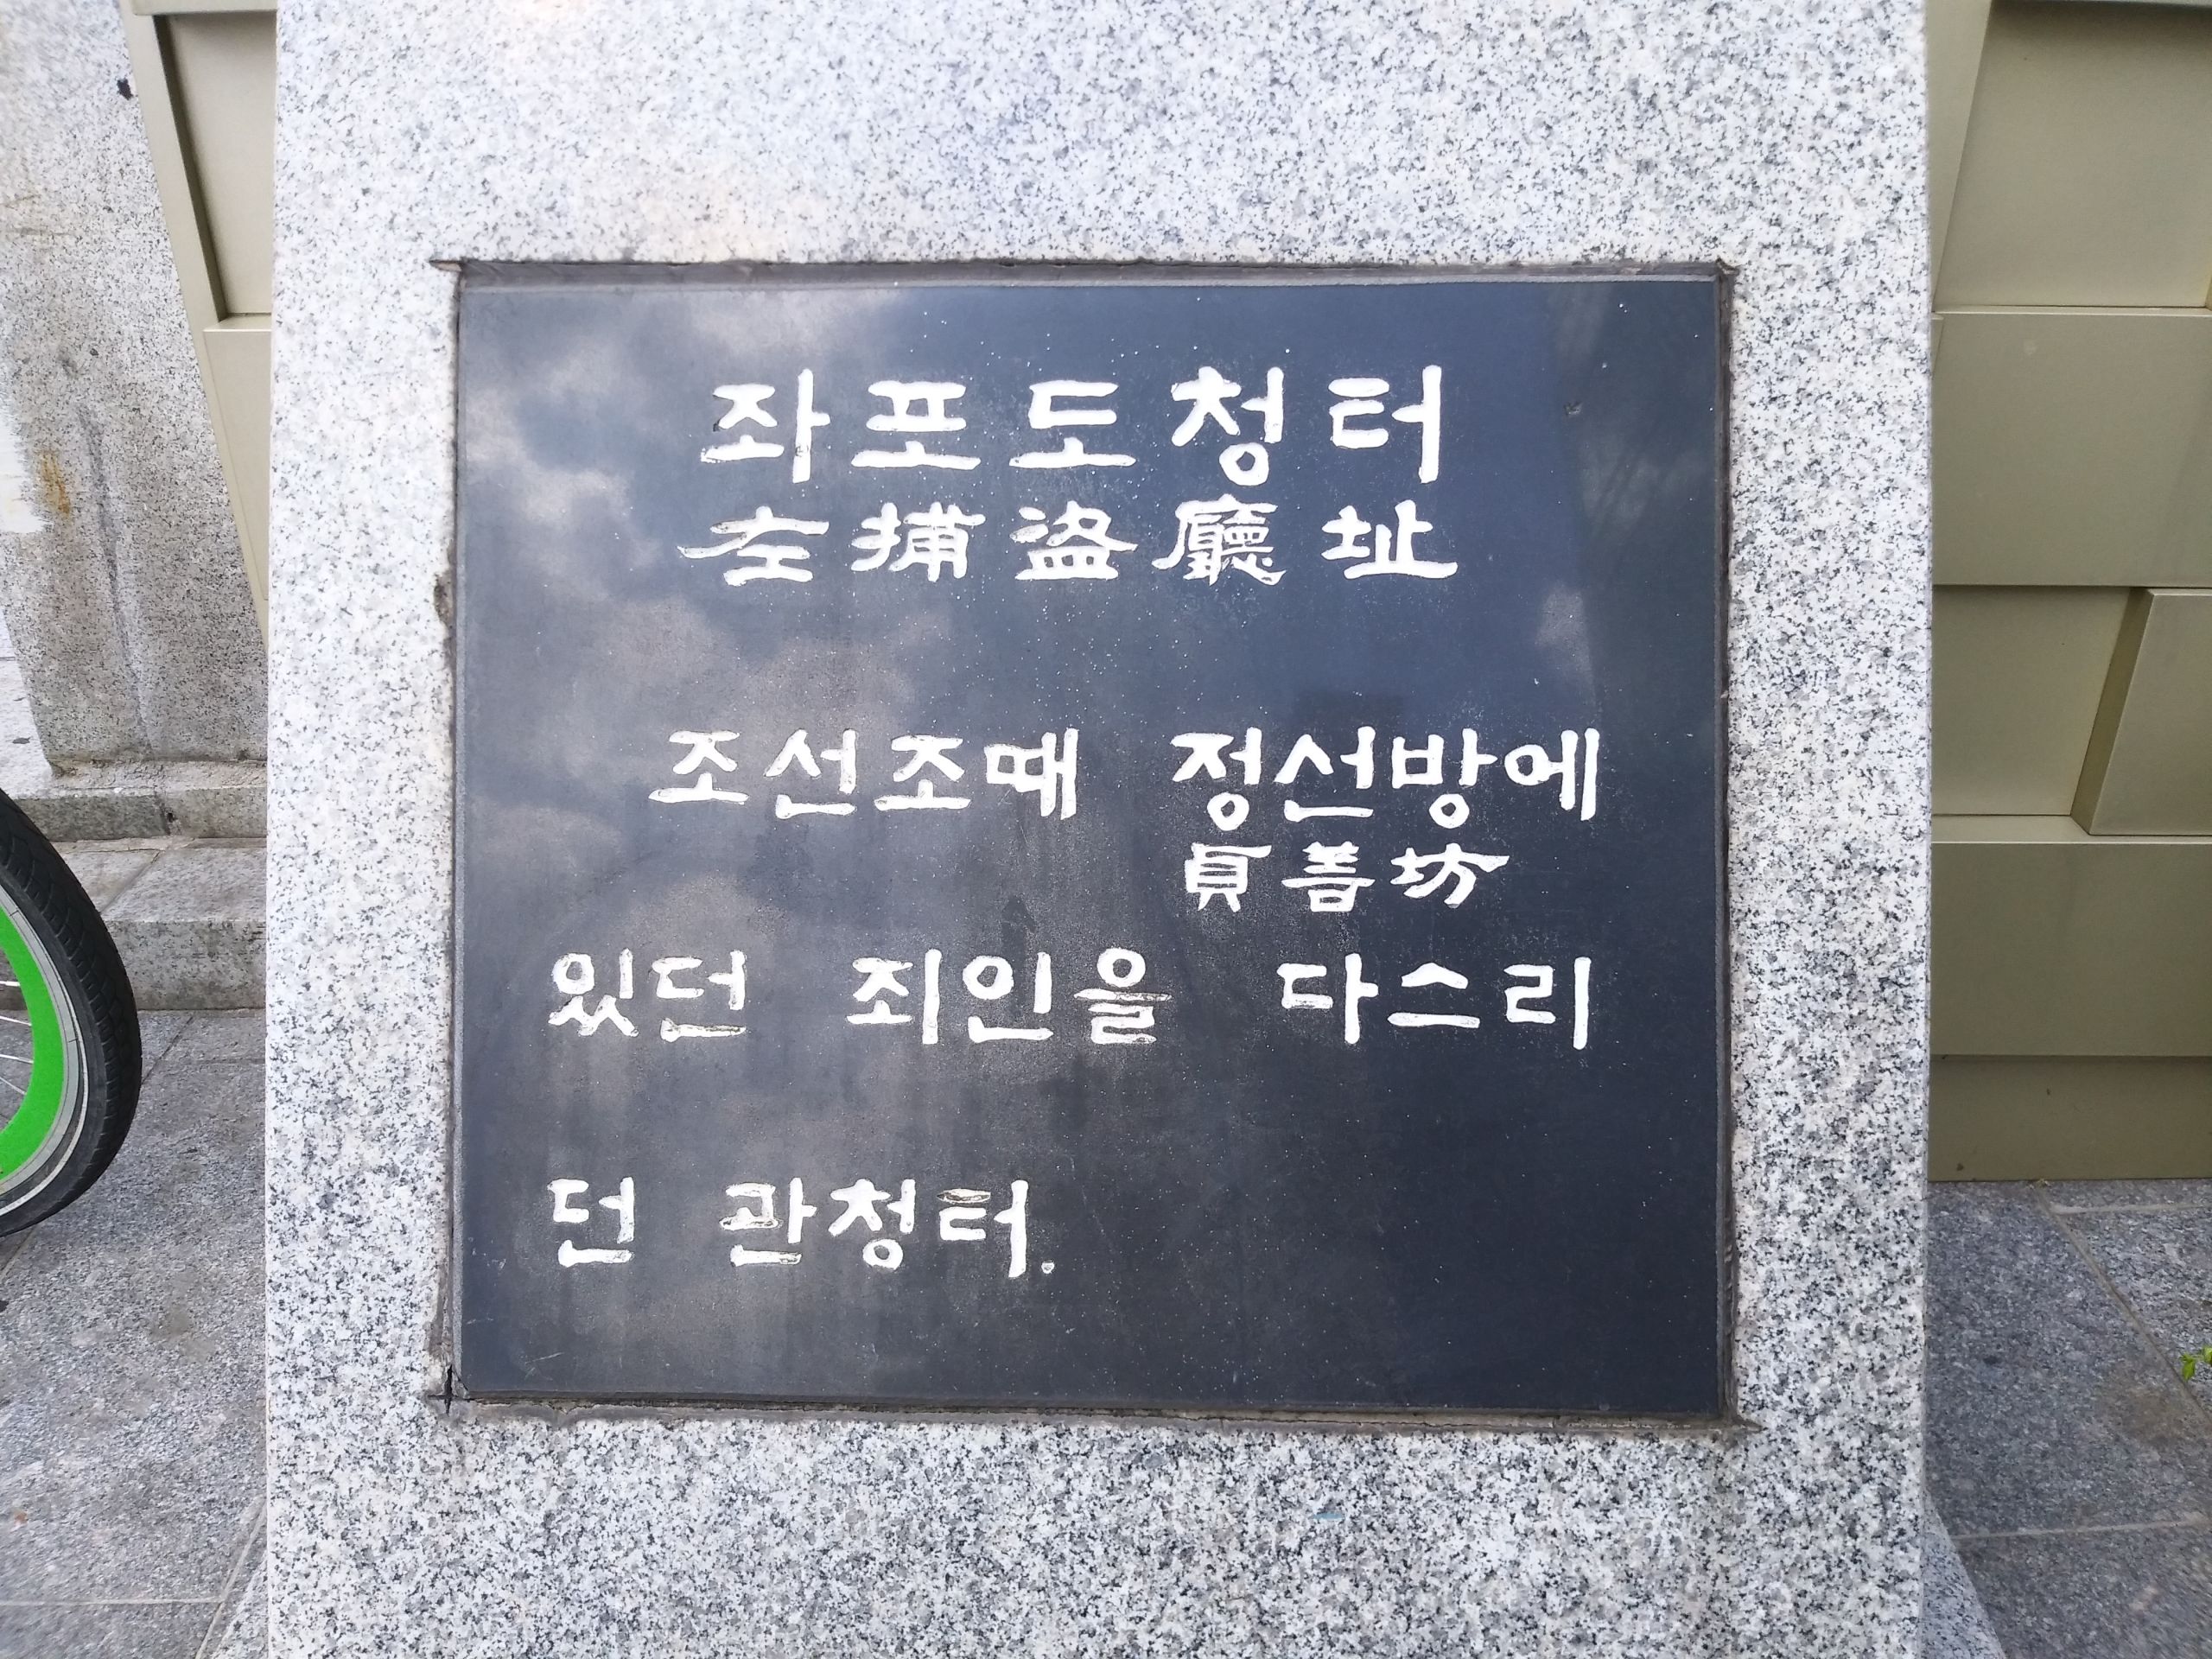 좌포도청터
左捕盜廳址
조선조때 정선방에
貞善坊
있던 죄인을 다스리
던 관청터.